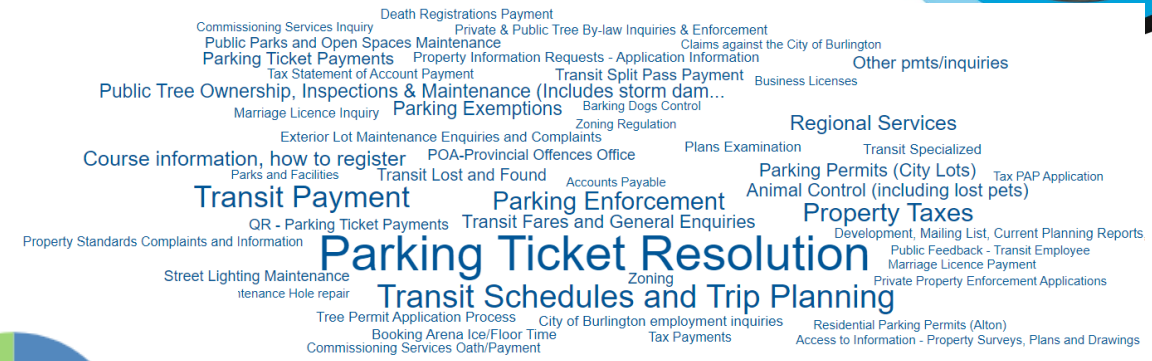 Death Registrations Payment
Commissioning Services Inquiry
Private & Public Tree By-law Inquiries & Enforcement
Public Parks and Open Spaces Maintenance
Claims against the City of Burlington
Parking Ticket Payments
Property Information Requests - Application Information
Other pmts/inquiries
Tax Statement of Account Payment
Transit Split Pass Payment
Business Licenses
Public Tree Ownership, Inspections & Maintenance (Includes storm dam...
Marriage Licence Inquiry
Parking Exemptions
Barking Dogs Control
Zoning Regulation
Regional Services
Exterior Lot Maintenance Enquiries and Complaints
Plans Examination
Transit Specialized
Course information, how to register
POA-Provincial Offences Office
Parks and Facilities
Transit Lost and Found
Accounts Payable
Parking Permits (City Lots)
Tax PAP Application
Transit Payment
Parking Enforcement
Animal Control (including lost pets)
QR - Parking Ticket Payments
Transit Fares and General Enquiries
Property Taxes
Development, Mailing List, Current Planning Reports
Property Standards Complaints and Information
Parking Ticket Resolution
Public Feedback - Transit Employee
Marriage Licence Payment
Street Lighting Maintenance
Zoning
Private Property Enforcement Applications
ntenance Hole repair
Transit Schedules and Trip Planning
Tree Permit Application Process
City of Burlington employment inquiries
Residential Parking Permits (Alton)
Booking Arena Ice/Floor Time
Tax Payments
Access to Information - Property Surveys, Plans and Drawings
Commissioning Services Oath/Payment